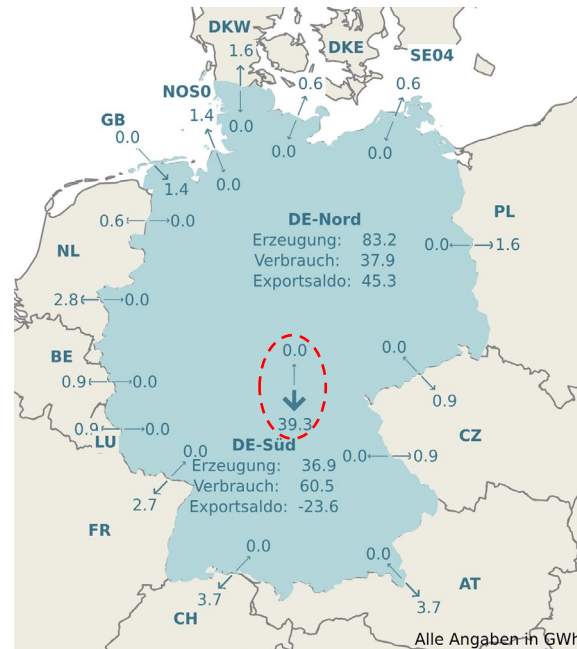 DKW
1.6
DKE
SE04
0.6
0.6
NOS0
1.4
GB
0.0
0.0
0.0
0.0
1.4
0.0
0.6
0.0
DE-Nord
PL
Erzeugung: 83.2
Verbrauch: 37.9
Exportsaldo: 45.3
0.0
1.6
NL
2.8
0.0
BE
0.0
0.0
0.9
0.0
0.9
39.3
0.9
0.0
LU
CZ
DE-Süd
0.0
0.0
0.9
Erzeugung: 36.9
Verbrauch: 60.5
Exportsaldo: -23.6
2.7
FR
0.0
0.0
3.7
3.7
AT
CH
Alle Angaben in GWh